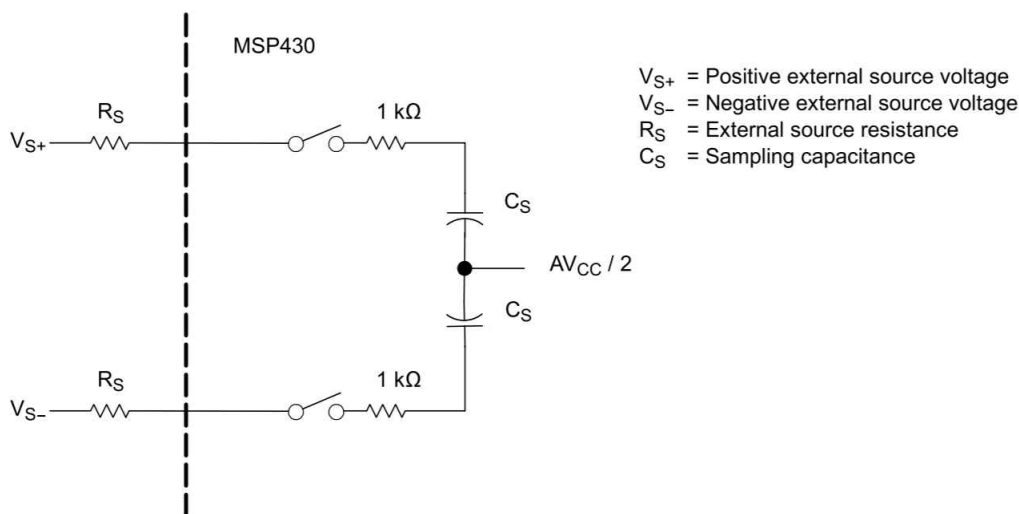 MSP430
R_S
1 kΩ
V_S+
C_S
AV_CC / 2
C_S
R_S
1 kΩ
V_S–
V_S+ = Positive external source voltage
V_S– = Negative external source voltage
R_S = External source resistance
C_S = Sampling capacitance